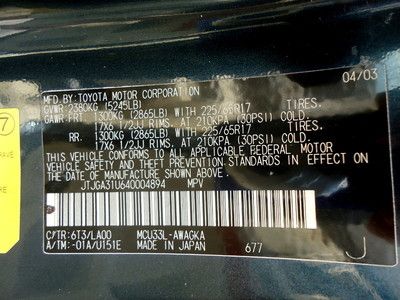 04/03
MFD. BY: TOYOTA MOTOR CORPORATION
GVWR: 2380KG (5245LB)
GAWR: FRT. 1300KG (2865LB) WITH 225/65R17 TIRES.
17X6 1/2JJ RIMS. AT 210KPA (30PSI) COLD
RR. 1300KG (2865LB) WITH 225/65R17 TIRES.
17X6 1/2JJ RIMS. AT 210KPA (30PSI) COLD
THIS VEHICLE CONFORMS TO ALL APPLICABLE FEDERAL MOTOR
VEHICLE SAFETY AND THEFT PREVENTION STANDARDS IN EFFECT ON
THE DATE OF MANUFACTURE SHOWN ABOVE.
JTJGA31U640004894 MPV
C/TR: 6T3/LA00 MCU33L-AWAGKA
A/TM: -01A/U151E MADE IN JAPAN 677 J
7